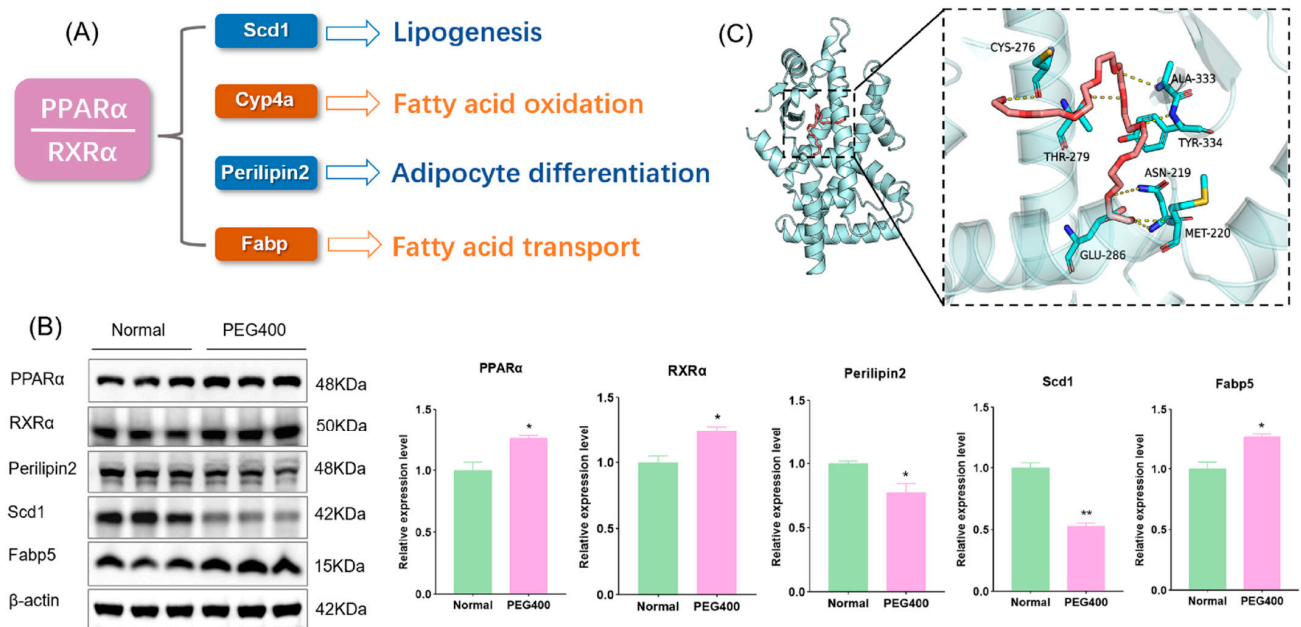 (A)
PPARα
RXRα
Scd1
Lipogenesis
Cyp4a
Fatty acid oxidation
Perilipin2
Adipocyte differentiation
Fabp
Fatty acid transport
(C)
CYS-276
ALA-333
THR-279
TYR-334
ASN-219
MET-220
GLU-286
(B)
Normal
PEG400
PPARα
48KDa
RXRα
50KDa
Perilipin2
48KDa
Scd1
42KDa
Fabp5
15KDa
β-actin
42KDa
PPARα
Relative expression level
1.5
*
1.0
0.5
0.0
Normal
PEG400
RXRα
Relative expression level
1.5
*
1.0
0.5
0.0
Normal
PEG400
Perilipin2
Relative expression level
1.5
1.0
*
0.5
0.0
Normal
PEG400
Scd1
Relative expression level
1.5
1.0
**
0.5
0.0
Normal
PEG400
Fabp5
Relative expression level
1.5
*
1.0
0.5
0.0
Normal
PEG400